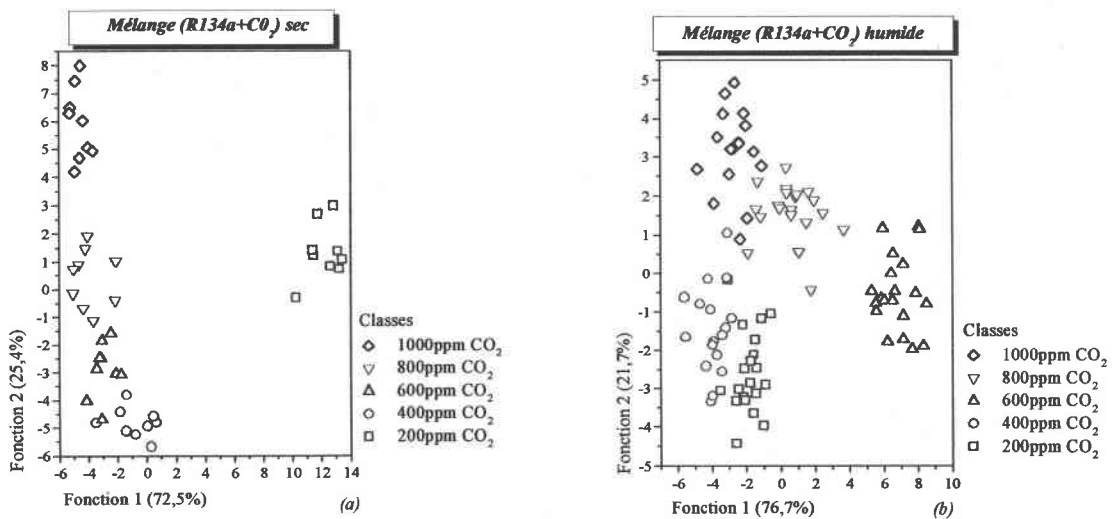 Mélange (R134a+C0₂) sec
8
7
6
5
4
3
2
1
0
-1
-2
-3
-4
-5
-6
Fonction 2 (25,4%)
-6 -4 -2 0 2 4 6 8 10 12 14
Fonction 1 (72,5%)
(a)
Classes
1000ppm CO₂
800ppm CO₂
600ppm CO₂
400ppm CO₂
200ppm CO₂
Mélange (R134a+CO₂) humide
5
4
3
2
1
0
-1
-2
-3
-4
-5
Fonction 2 (21,7%)
-6 -4 -2 0 2 4 6 8 10
Fonction 1 (76,7%)
(b)
Classes
1000ppm CO₂
800ppm CO₂
600ppm CO₂
400ppm CO₂
200ppm CO₂